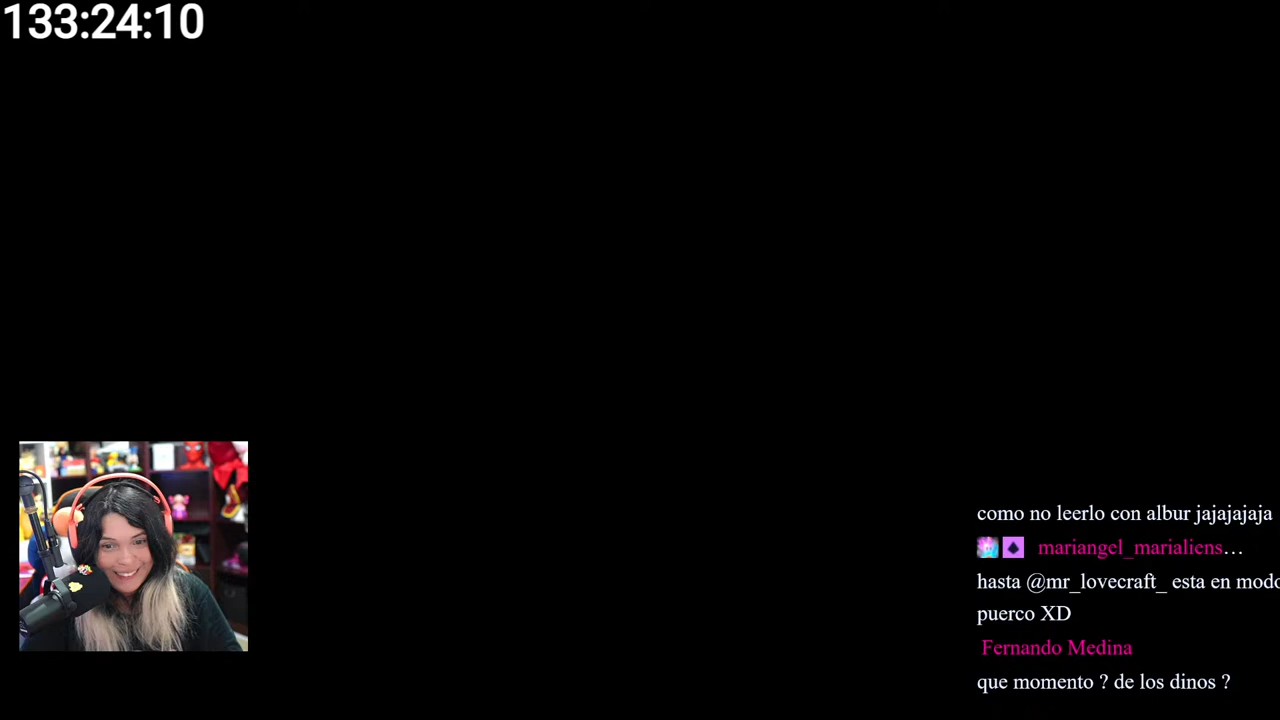 133:24:10
como no leerlo con albur jajajajaja
mariangel_marialiens…
hasta @mr_lovecraft_ esta en modo
puerco XD
Fernando Medina
que momento ? de los dinos ?